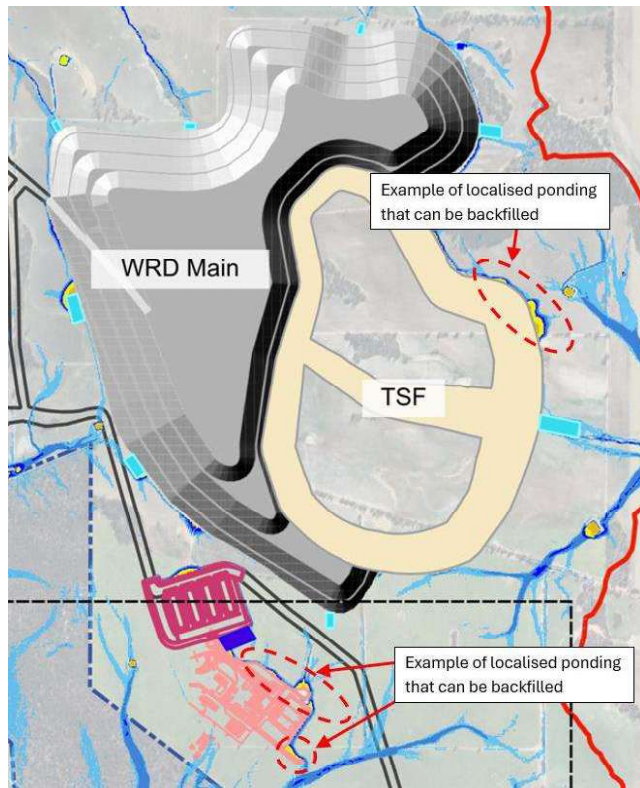 Example of localised ponding
that can be backfilled
WRD Main
TSF
Example of localised ponding
that can be backfilled